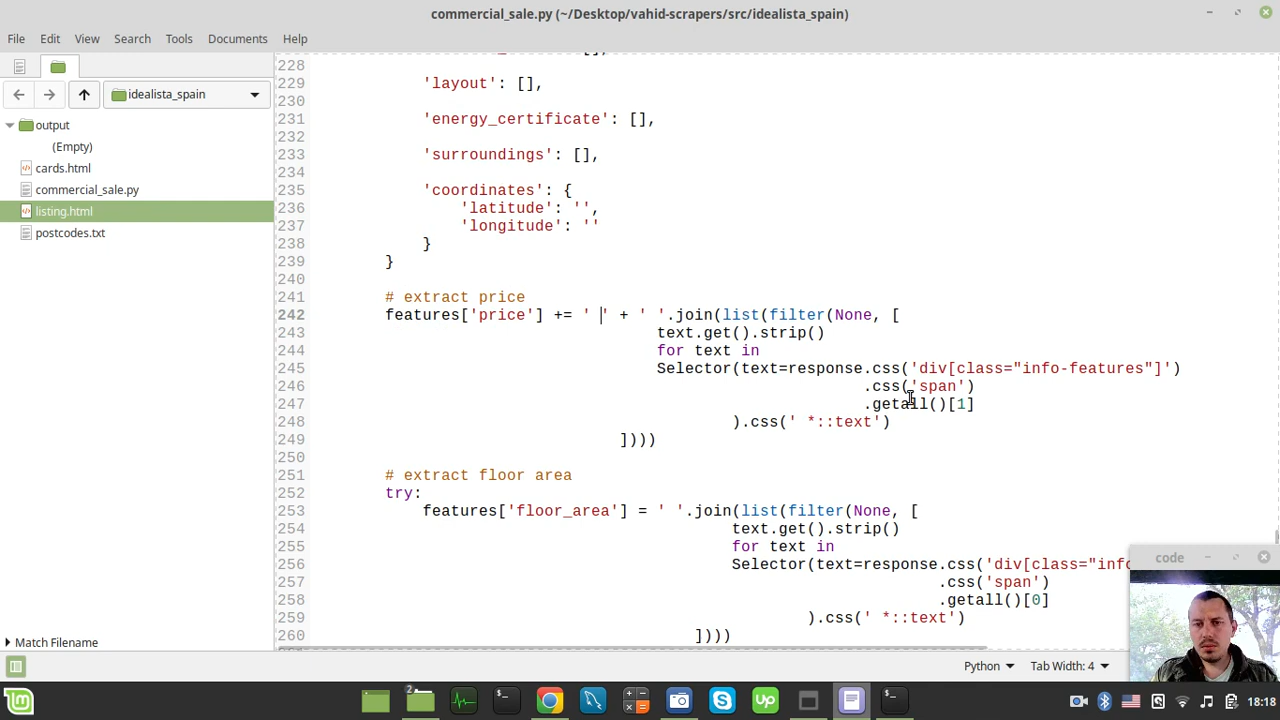 commercial_sale.py (~/Desktop/vahid-scrapers/src/idealista_spain)
File Edit View Search Tools Documents Help
idealista_spain
output
(Empty)
cards.html
commercial_sale.py
listing.html
postcodes.txt
Match Filename
228
229 'layout': [],
230
231 'energy_certificate': [],
232
233 'surroundings': [],
234
235 'coordinates': {
236 'latitude': '',
237 'longitude': ''
238 }
239 }
240
241 # extract price
242 features['price'] += ' ' + ' '.join(list(filter(None, [
243 text.get().strip()
244 for text in
245 Selector(text=response.css('div[class="info-features"]')
246 .css('span')
247 .getall()[1]
248 ).css(' *::text')
249 ])))
250
251 # extract floor area
252 try:
253 features['floor_area'] = ' '.join(list(filter(None, [
254 text.get().strip()
255 for text in
256 Selector(text=response.css('div[class="info
257 .css('span')
258 .getall()[0]
259 ).css(' *::text')
260 ])))
code
Python Tab Width: 4
2
Up
18:18